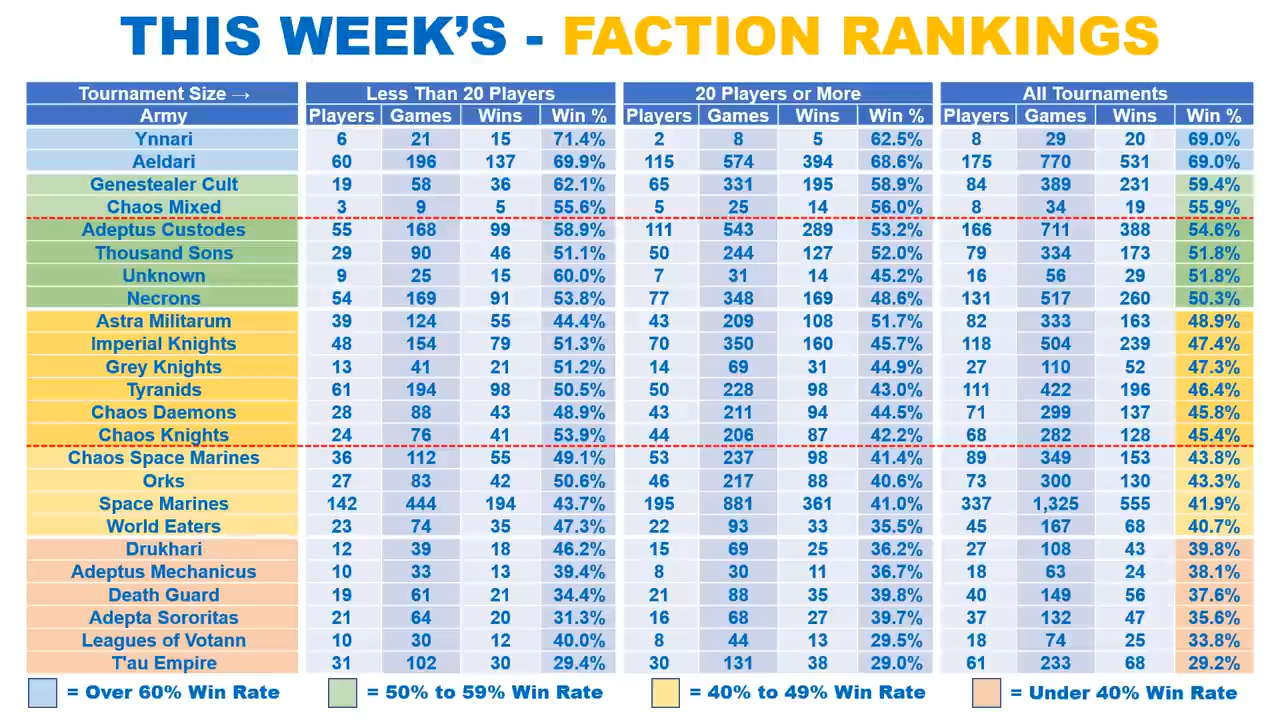 THIS WEEK'S - FACTION RANKINGS
Tournament Size → Less Than 20 Players 20 Players or More All Tournaments
Army Players Games Wins Win % Players Games Wins Win % Players Games Wins Win %
Ynnari 6 21 15 71.4% 2 8 5 62.5% 8 29 20 69.0%
Aeldari 60 196 137 69.9% 115 574 394 68.6% 175 770 531 69.0%
Genestealer Cult 19 58 36 62.1% 65 331 195 58.9% 84 389 231 59.4%
Chaos Mixed 3 9 5 55.6% 5 25 14 56.0% 8 34 19 55.9%
Adeptus Custodes 55 168 99 58.9% 111 543 289 53.2% 166 711 388 54.6%
Thousand Sons 29 90 46 51.1% 50 244 127 52.0% 79 334 173 51.8%
Unknown 9 25 15 60.0% 7 31 14 45.2% 16 56 29 51.8%
Necrons 54 169 91 53.8% 77 348 169 48.6% 131 517 260 50.3%
Astra Militarum 39 124 55 44.4% 43 209 108 51.7% 82 333 163 48.9%
Imperial Knights 48 154 79 51.3% 70 350 160 45.7% 118 504 239 47.4%
Grey Knights 13 41 21 51.2% 14 69 31 44.9% 27 110 52 47.3%
Tyranids 61 194 98 50.5% 50 228 98 43.0% 111 422 196 46.4%
Chaos Daemons 28 88 43 48.9% 43 211 94 44.5% 71 299 137 45.8%
Chaos Knights 24 76 41 53.9% 44 206 87 42.2% 68 282 128 45.4%
Chaos Space Marines 36 112 55 49.1% 53 237 98 41.4% 89 349 153 43.8%
Orks 27 83 42 50.6% 46 217 88 40.6% 73 300 130 43.3%
Space Marines 142 444 194 43.7% 195 881 361 41.0% 337 1,325 555 41.9%
World Eaters 23 74 35 47.3% 22 93 33 35.5% 45 167 68 40.7%
Drukhari 12 39 18 46.2% 15 69 25 36.2% 27 108 43 39.8%
Adeptus Mechanicus 10 33 13 39.4% 8 30 11 36.7% 18 63 24 38.1%
Death Guard 19 61 21 34.4% 21 88 35 39.8% 40 149 56 37.6%
Adepta Sororitas 21 64 20 31.3% 16 68 27 39.7% 37 132 47 35.6%
Leagues of Votann 10 30 12 40.0% 8 44 13 29.5% 18 74 25 33.8%
T'au Empire 31 102 30 29.4% 30 131 38 29.0% 61 233 68 29.2%
= Over 60% Win Rate = 50% to 59% Win Rate = 40% to 49% Win Rate = Under 40% Win Rate